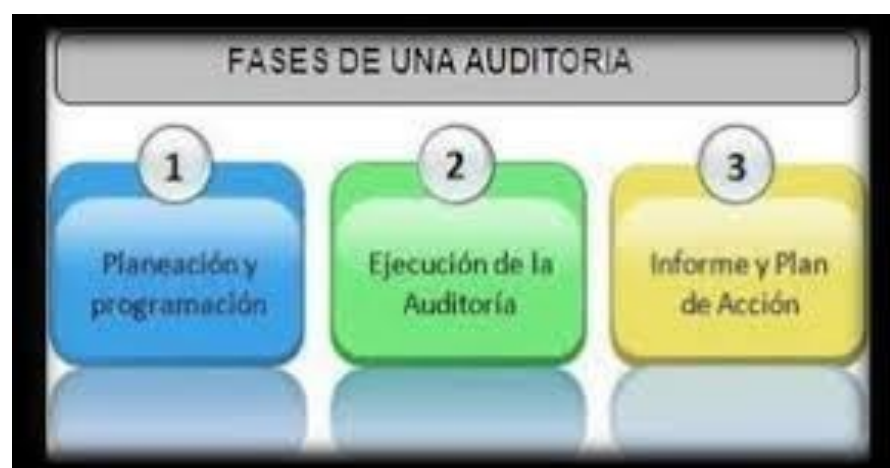 FASES DE UNA AUDITORIA
1
Planeación y
programación
2
Ejecución de la
Auditoría
3
Informe y Plan
de Acción